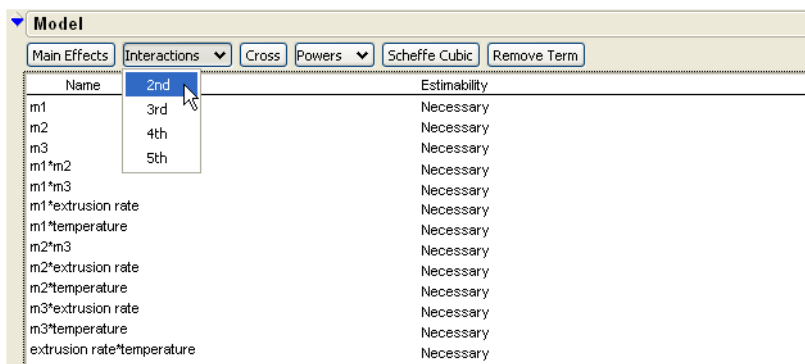 Model
Main Effects Interactions Cross Powers Scheffe Cubic Remove Term
Name 2nd Estimability
m1 3rd Necessary
m2 4th Necessary
m3 5th Necessary
m1*m2 Necessary
m1*m3 Necessary
m1*extrusion rate Necessary
m1*temperature Necessary
m2*m3 Necessary
m2*extrusion rate Necessary
m2*temperature Necessary
m3*extrusion rate Necessary
m3*temperature Necessary
extrusion rate*temperature Necessary